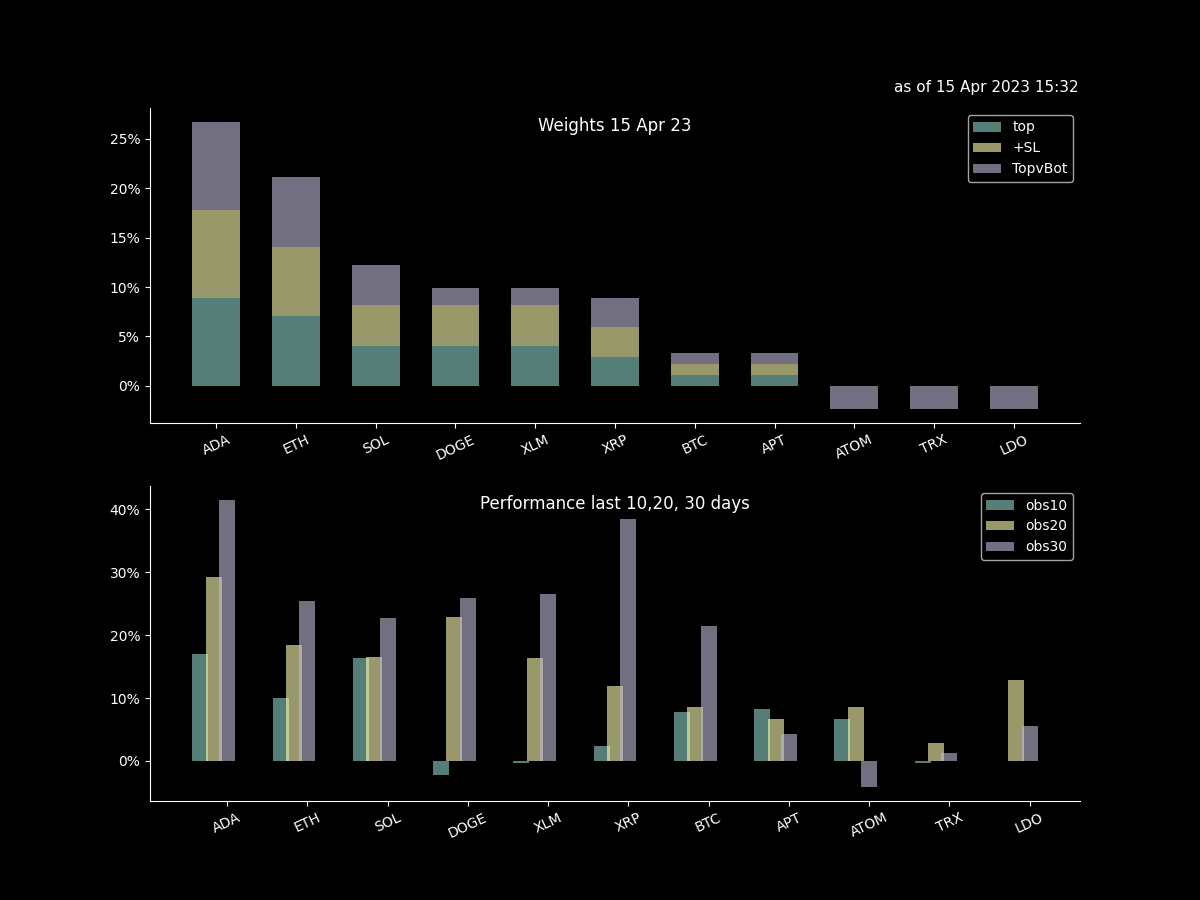 as of 15 Apr 2023 15:32
Weights 15 Apr 23
top
+SL
TopvBot
25%
20%
15%
10%
5%
0%
ADA ETH SOL DOGE XLM XRP BTC APT ATOM TRX LDO
Performance last 10,20, 30 days
obs10
obs20
obs30
40%
30%
20%
10%
0%
ADA ETH SOL DOGE XLM XRP BTC APT ATOM TRX LDO